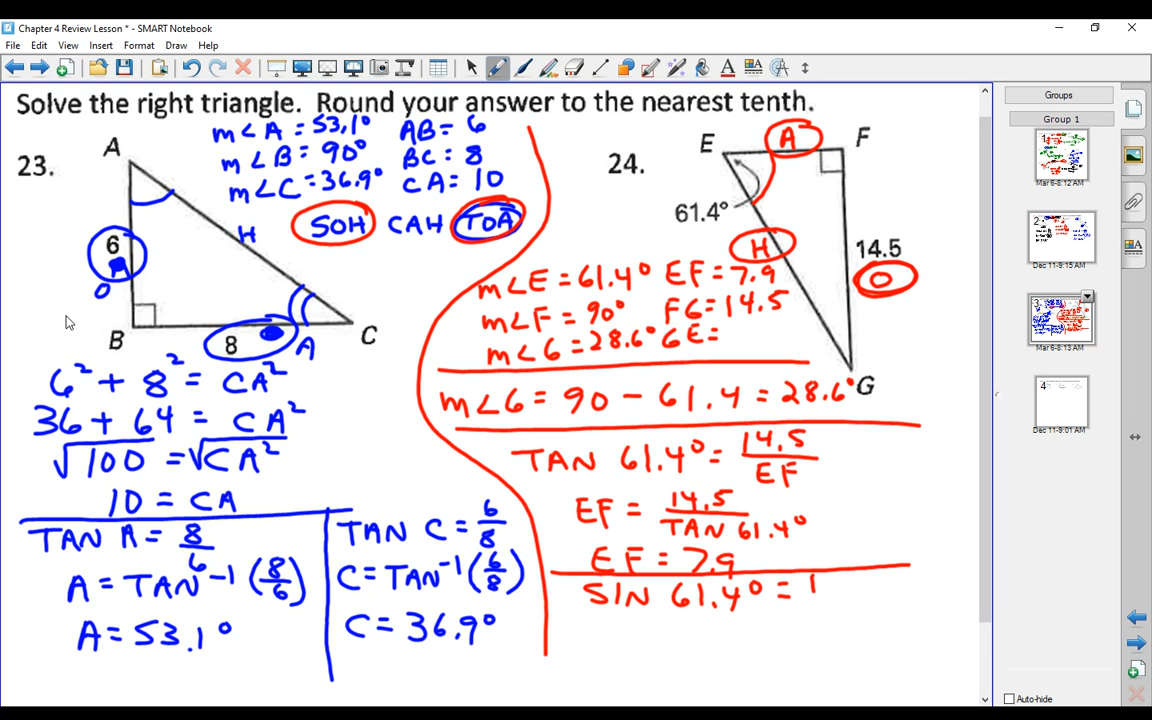 Chapter 4 Review Lesson * - SMART Notebook
File Edit View Insert Format Tools Draw Help
Solve the right triangle. Round your answer to the nearest tenth.
23.
A
B
C
6
A
O
H
8
A
m∠A = 53.1° AB = 6
m∠B = 90° BC = 8
m∠C = 36.9° CA = 10
SOH CAH TOA
6² + 8² = CA²
36 + 64 = CA²
√100 = √CA²
10 = CA
TAN A = 8/6
A = TAN⁻¹ (8/6)
A = 53.1°
TAN C = 6/8
C = TAN⁻¹ (6/8)
C = 36.9°
24.
E
A
F
61.4°
H
14.5
O
G
m∠E = 61.4° EF = 7.9
m∠F = 90° FG = 14.5
m∠G = 28.6° GE =
m∠G = 90 - 61.4 = 28.6°
TAN 61.4° = 14.5/EF
EF = 14.5/TAN 61.4°
EF = 7.9
SIN 61.4° = 1
Groups
Group 1
Mar 6-8:12 AM
2
Dec 11-9:15 AM
3
Mar 6-8:13 AM
4
Dec 11-9:01 AM
Auto-hide